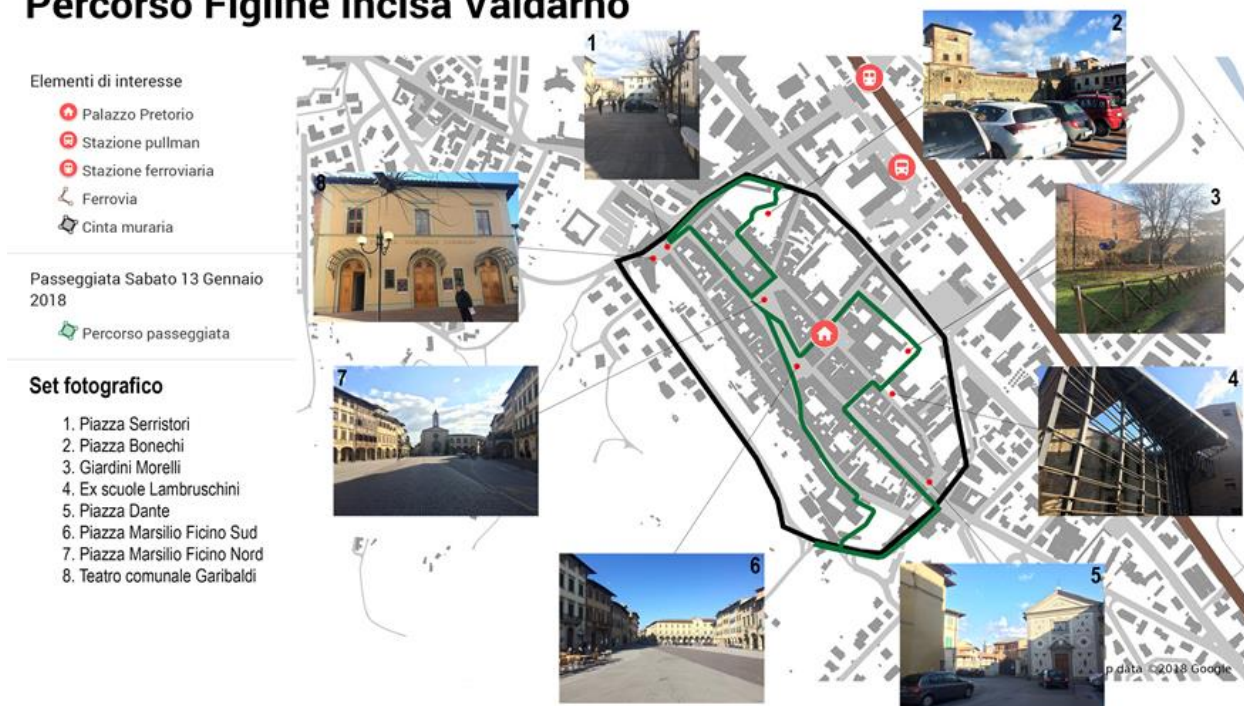 Percorso Figline Incisa Valdarno
Elementi di interesse
Palazzo Pretorio
Stazione pullman
Stazione ferroviaria
Ferrovia
Cinta muraria
Passeggiata Sabato 13 Gennaio
2018
Percorso passeggiata
Set fotografico
1. Piazza Serristori
2. Piazza Bonechi
3. Giardini Morelli
4. Ex scuole Lambruschini
5. Piazza Dante
6. Piazza Marsilio Ficino Sud
7. Piazza Marsilio Ficino Nord
8. Teatro comunale Garibaldi
1
2
3
4
5
6
7
8
p data ©2018 Google